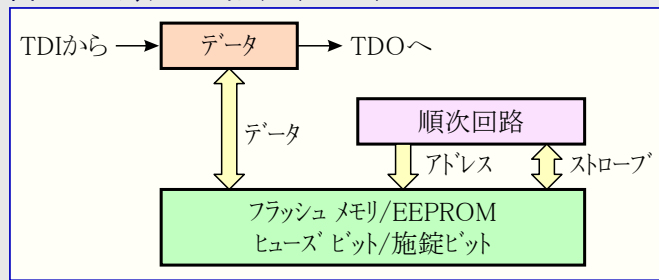 TDIから
データ
TDOへ
データ
順次回路
アドレス
ストローブ
フラッシュ メモリ/EEPROM
ヒューズ ビット/施錠ビット